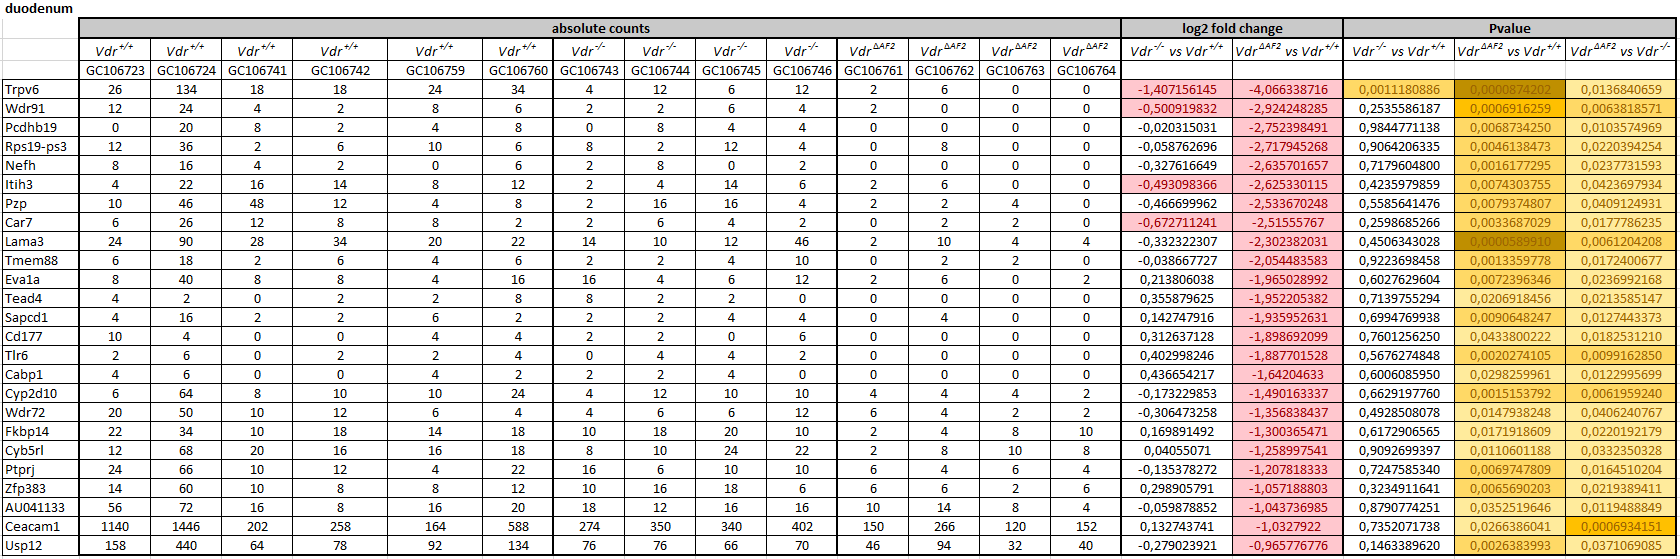 duodenum
absolute counts log2 fold change Pvalue
Vdr+/+ Vdr+/+ Vdr+/+ Vdr+/+ Vdr+/+ Vdr+/+ Vdr-/- Vdr-/- Vdr-/- Vdr-/- VdrΔAF2 VdrΔAF2 VdrΔAF2 VdrΔAF2 Vdr-/- vs Vdr+/+ VdrΔAF2 vs Vdr+/+ Vdr-/- vs Vdr+/+ VdrΔAF2 vs Vdr+/+ VdrΔAF2 vs Vdr-/-
GC106723 GC106724 GC106741 GC106742 GC106759 GC106760 GC106743 GC106744 GC106745 GC106746 GC106761 GC106762 GC106763 GC106764
Trpv6 26 134 18 18 24 34 4 12 6 12 2 6 0 0 -1,407156145 -4,066338716 0,0011180886 0,0000874202 0,0136840659
Wdr91 12 24 4 2 8 6 2 2 6 4 2 0 0 0 -0,500919832 -2,924248285 0,2535586187 0,0006916259 0,0063818571
Pcdhb19 0 20 8 2 4 8 0 8 4 4 0 2 0 0 -0,020315031 -2,752398491 0,9844771138 0,0068734250 0,0103574969
Rps19-ps3 12 36 2 6 10 6 8 2 12 4 0 8 0 0 -0,058762696 -2,717945268 0,9064206335 0,0046138473 0,0220394254
Nefh 8 16 4 2 0 6 2 8 0 2 0 2 0 0 -0,327616649 -2,635701657 0,7179604800 0,0016177295 0,0237731593
Itih3 4 22 16 14 8 12 2 4 14 6 2 6 0 0 -0,493098366 -2,625330115 0,4235979859 0,0074303755 0,0423697934
Pzp 10 46 48 12 4 8 2 16 16 4 2 2 4 0 -0,466699962 -2,533670248 0,5585641476 0,0079374807 0,0409124931
Car7 6 26 12 8 8 2 2 6 4 2 0 2 2 0 -0,672711241 -2,51555767 0,2598685266 0,0033687029 0,0177786235
Lama3 24 90 28 34 20 22 14 10 12 46 2 10 4 4 -0,332322307 -2,302382031 0,4506343028 0,0000589910 0,0061204208
Tmem88 6 18 2 6 4 6 2 2 4 10 0 2 2 0 -0,038667727 -2,054483583 0,9223698458 0,0013359778 0,0172400677
Eva1a 8 40 8 8 4 16 16 4 6 12 2 6 0 2 0,213806038 -1,965028992 0,6027629604 0,0072396346 0,0236992168
Tead4 4 2 0 2 2 8 8 2 2 0 0 0 0 0 0,355879625 -1,952205382 0,7139755294 0,0206918456 0,0213585147
Sapcd1 4 16 2 2 6 2 2 2 4 4 0 4 0 0 0,142747916 -1,935952631 0,6994769938 0,0090648247 0,0127443373
Cd177 10 4 0 0 4 4 2 2 0 6 0 0 0 0 0,312637128 -1,898692099 0,7601256250 0,0433800222 0,0182531210
Tlr6 2 6 0 2 2 4 0 4 4 2 0 0 0 0 0,402998246 -1,887701528 0,5676274848 0,0020274105 0,0099162850
Cabp1 4 6 0 0 4 2 2 2 4 0 0 0 0 0 0,436654217 -1,64204633 0,6006085950 0,0298259961 0,0122995699
Cyp2d10 6 64 8 10 10 24 4 12 10 10 4 4 4 2 -0,173229853 -1,490163337 0,6629197760 0,0015153792 0,0061959240
Wdr72 20 50 10 12 6 4 4 6 6 12 6 4 2 2 -0,306473258 -1,356838437 0,4928508078 0,0147938248 0,0406240767
Fkbp14 22 34 10 18 14 18 10 18 20 10 2 4 8 10 0,169891492 -1,300365471 0,6172906565 0,0171918609 0,0220192179
Cyb5rl 12 68 20 16 16 18 8 10 24 22 2 8 10 8 0,04055071 -1,258997541 0,9092699397 0,0110601188 0,0332350328
Ptprj 24 66 10 12 4 22 16 6 10 10 6 4 6 4 -0,135378272 -1,207818333 0,7247585340 0,0069747809 0,0164510204
Zfp383 14 60 10 8 8 12 10 16 18 6 6 6 2 6 0,298905791 -1,057188803 0,3234911641 0,0065690203 0,0219389411
AU041133 56 72 16 8 16 20 18 12 16 16 10 14 8 4 -0,059878852 -1,043736985 0,8790774251 0,0352519646 0,0119488849
Ceacam1 1140 1446 202 258 164 588 274 350 340 402 150 266 120 152 0,132743741 -1,0327922 0,7352071738 0,0266386041 0,0006934151
Usp12 158 440 64 78 92 134 76 76 66 70 46 94 32 40 -0,279023921 -0,965776776 0,1463389620 0,0026383993 0,0371069085